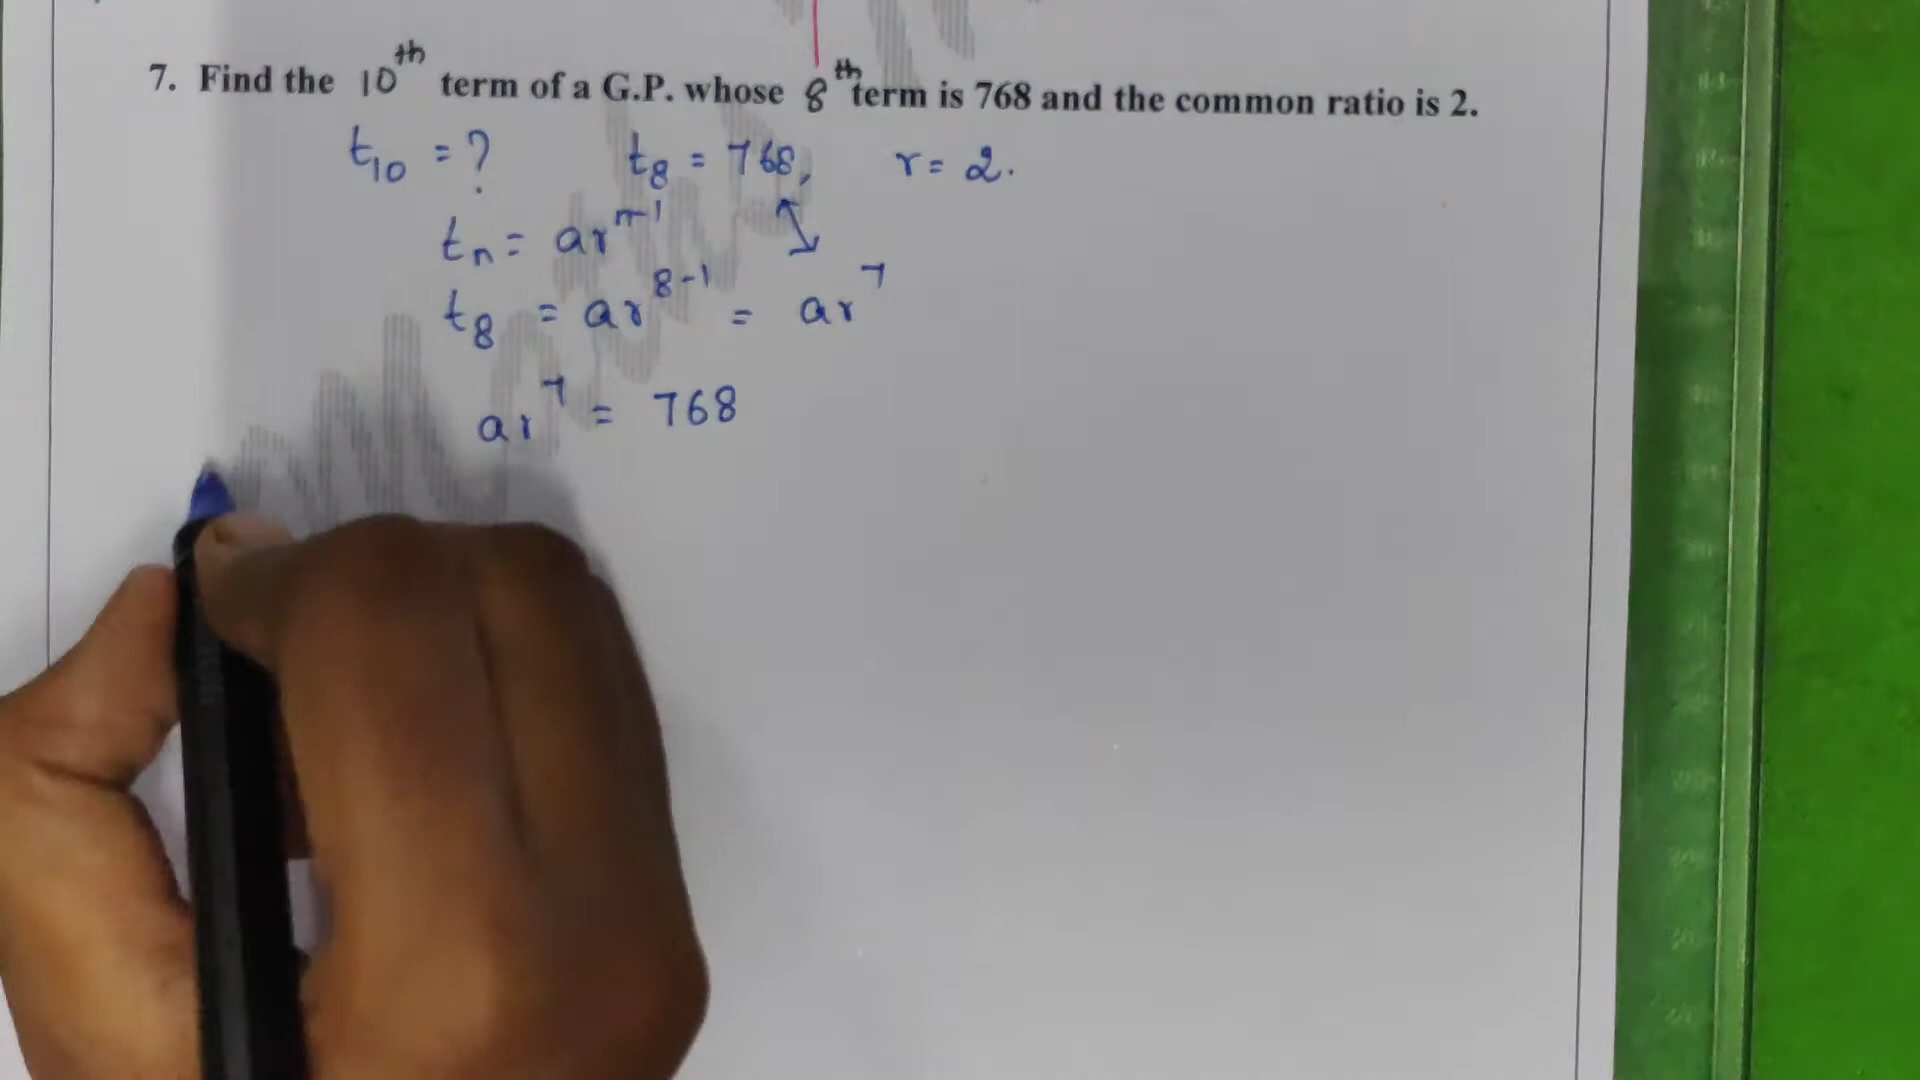 7. Find the 10th term of a G.P. whose 8th term is 768 and the common ratio is 2.
t10 = ? t8 = 768, r = 2.
tn = ar^n-1
t8 = ar^8-1 = ar^7
ar^7 = 768